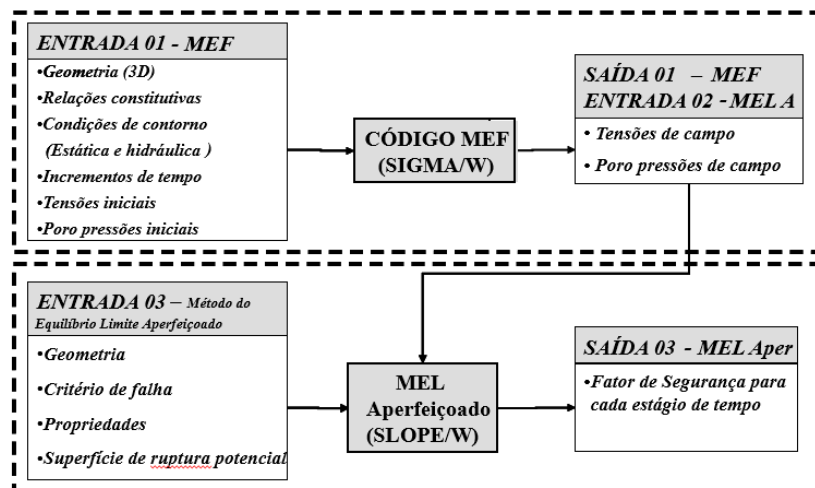 ENTRADA 01 - MEF
•Geometria (3D)
•Relações constitutivas
•Condições de contorno
(Estática e hidráulica )
•Incrementos de tempo
•Tensões iniciais
•Poro pressões iniciais
CÓDIGO MEF
(SIGMA/W)
SAÍDA 01 – MEF
ENTRADA 02 - MEL A
• Tensões de campo
• Poro pressões de campo
ENTRADA 03 – Método do
Equilíbrio Limite Aperfeiçoado
•Geometria
•Critério de falha
•Propriedades
•Superfície de ruptura potencial
MEL
Aperfeiçoado
(SLOPE/W)
SAÍDA 03 - MEL Aper
•Fator de Segurança para
cada estágio de tempo